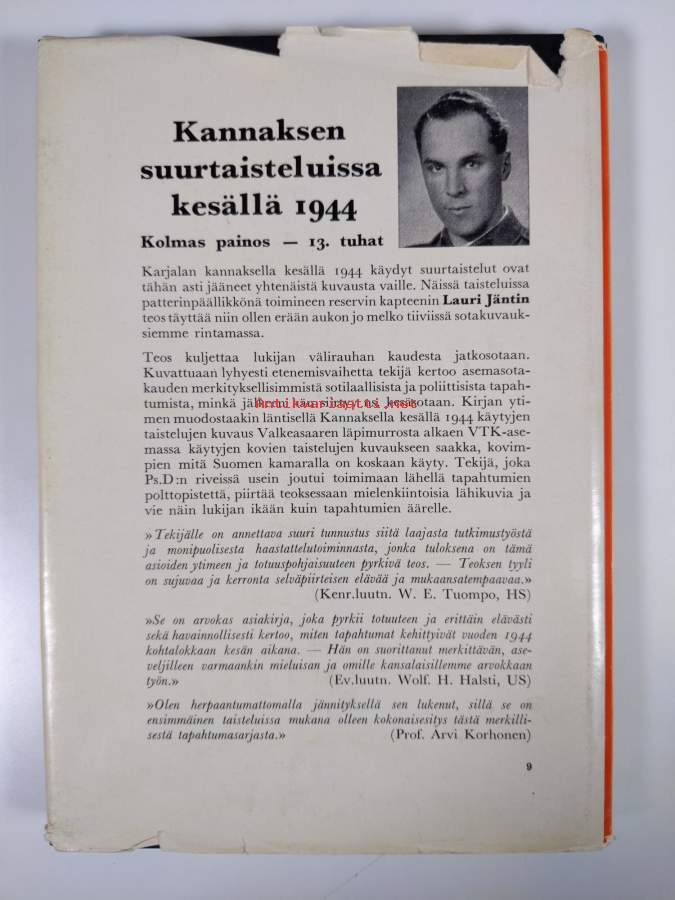 Kannaksen
suurtaisteluissa
kesällä 1944
Kolmas painos — 13. tuhat
Karjalan kannaksella kesällä 1944 käydyt suurtaistelut ovat
tähän asti jääneet yhtenäistä kuvausta vaille. Näissä taisteluissa
patterinpäällikkönä toimineen reservin kapteenin Lauri Jäntin
teos täyttää niin ollen erään aukon jo melko tiiviissä sotakuvauk-
siemme rintamassa.
Teos kuljettaa lukijan välirauhan kaudesta jatkosotaan.
Kuvattuaan lyhyesti etenemisvaihetta tekijä kertoo asemasota-
kauden merkityksellisimmistä sotilaallisista ja poliittisista tapah-
tumista, minkä jälkeen hän siirtyy itse kesäsotaan. Kirjan yti-
Antikvariaatti.net
men muodostaakin läntisellä Kannaksella kesällä 1944 käytyjen
taistelujen kuvaus Valkeasaaren läpimurrosta alkaen VTK-ase-
massa käytyjen kovien taistelujen kuvaukseen saakka, kovim-
pien mitä Suomen kamaralla on koskaan käyty. Tekijä, joka
Ps.D:n riveissä usein joutui toimimaan lähellä tapahtumien
polttopistettä, piirtää teoksessaan mielenkiintoisia lähikuvia ja
vie näin lukijan ikään kuin tapahtumien äärelle.
»Tekijälle on annettava suuri tunnustus siitä laajasta tutkimustyöstä
ja monipuolisesta haastattelutoiminnasta, jonka tuloksena on tämä
asioiden ytimeen ja totuuspohjaisuuteen pyrkivä teos. — Teoksen tyyli
on sujuvaa ja kerronta selväpiirteisen elävää ja mukaansatempaavaa.»
(Kenr.luutn. W. E. Tuompo, HS)
»Se on arvokas asiakirja, joka pyrkii totuuteen ja erittäin elävästi
sekä havainnollisesti kertoo, miten tapahtumat kehittyivät vuoden 1944
kohtalokkaan kesän aikana. — Hän on suorittanut merkittävän, ase-
veljilleen varmaankin mieluisan ja omille kansalaisillemme arvokkaan
työn.» (Ev.luutn. Wolf. H. Halsti, US)
»Olen herpaantumattomalla jännityksellä sen lukenut, sillä se on
ensimmäinen taisteluissa mukana olleen kokonaisesitys tästä merkilli-
sestä tapahtumasarjasta.» (Prof. Arvi Korhonen)
9